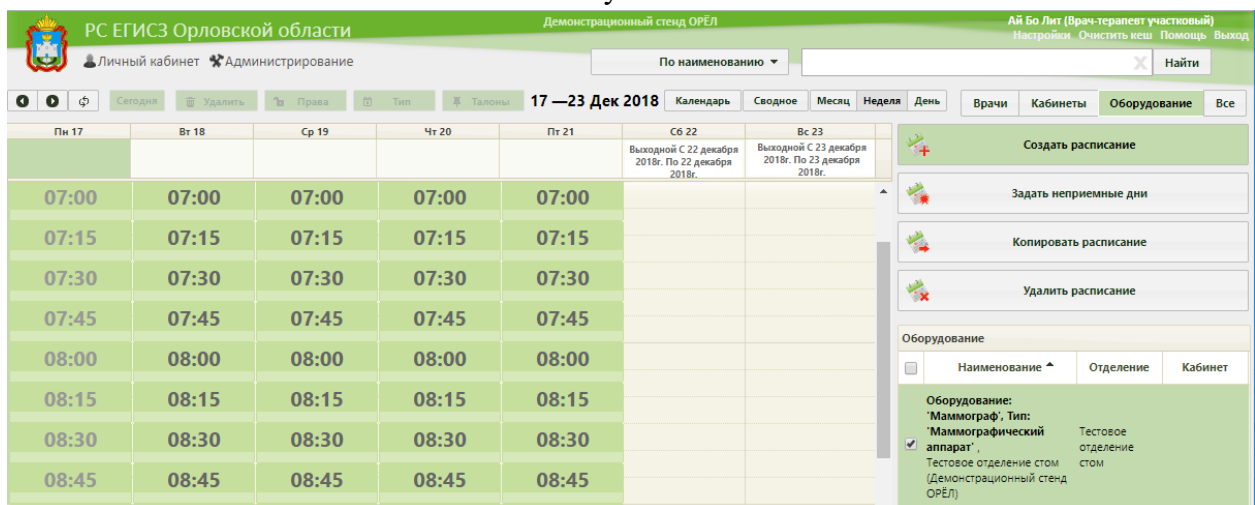 Демонстрационный стенд ОРЁЛ
Ай Бо Лит (Врач-терапевт участковый)
РС ЕГИСЗ Орловской области
Настройки Очистить кеш Помощь Выход
Личный кабинет Администрирование
По наименованию
X Найти
Сегодня Удалить Права Тип Талоны 17 —23 Дек 2018 Календарь Сводное Месяц Неделя День Врачи Кабинеты Оборудование Все
Пн 17 Вт 18 Ср 19 Чт 20 Пт 21 Сб 22 Вс 23
Выходной С 22 декабря
2018г. По 22 декабря
2018г.
Выходной С 23 декабря
2018г. По 23 декабря
2018г.
07:00 07:00 07:00 07:00 07:00
07:15 07:15 07:15 07:15 07:15
07:30 07:30 07:30 07:30 07:30
07:45 07:45 07:45 07:45 07:45
08:00 08:00 08:00 08:00 08:00
08:15 08:15 08:15 08:15 08:15
08:30 08:30 08:30 08:30 08:30
08:45 08:45 08:45 08:45 08:45
Создать расписание
Задать неприемные дни
Копировать расписание
Удалить расписание
Оборудование
Наименование Отделение Кабинет
Оборудование:
'Маммограф', Тип:
'Маммографический
аппарат' ,
Тестовое отделение стом
(Демонстрационный стенд
ОРЁЛ)
Тестовое
отделение
стом